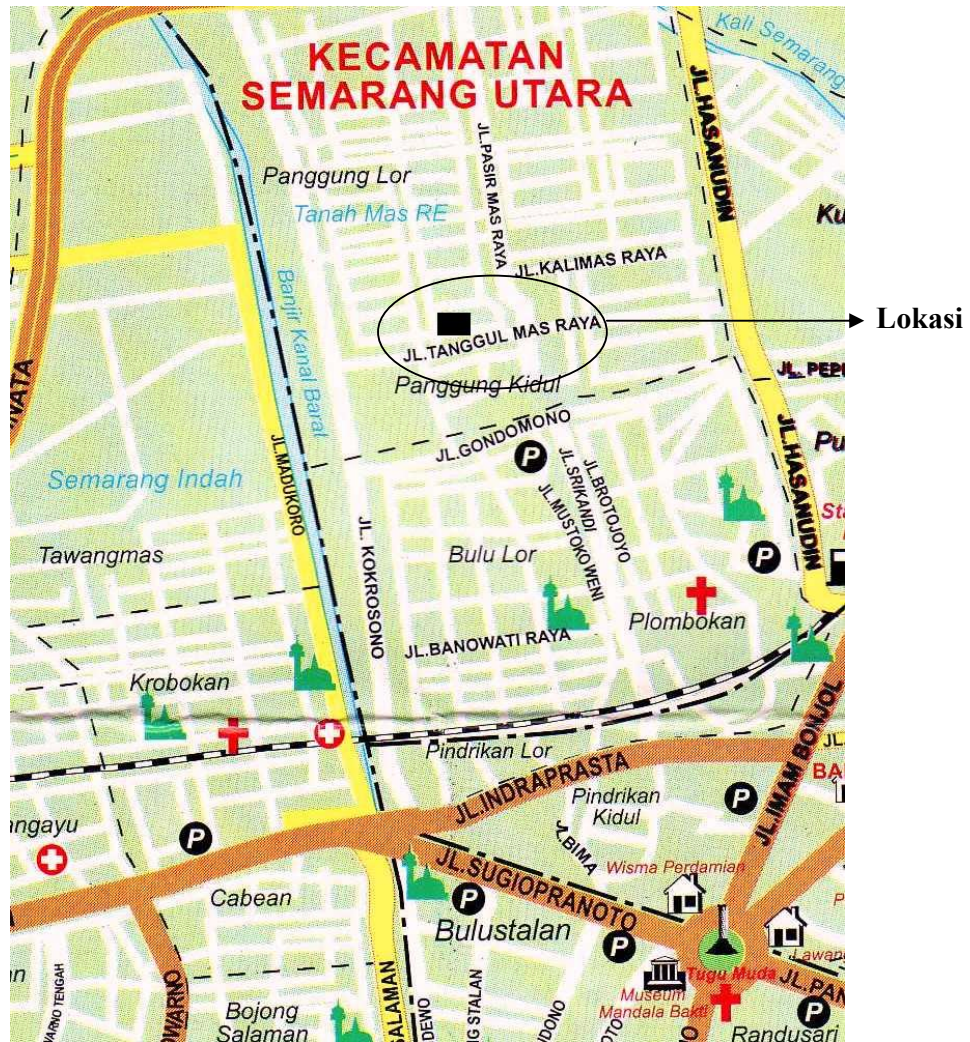 Kali Semarang
KECAMATAN
SEMARANG UTARA
JL.HASANUDIN
JL.PASIR MAS RAYA
Panggung Lor
Tanah Mas RE
JL.KALIMAS RAYA
Banjir Kanal Barat
Lokasi
JL.TANGGUL MAS RAYA
Panggung Kidul
JL.HASANUDIN
JL.GONDOMONO
P
JL.SRIKANDI
JL.BROTOJOYO
JL.MUSTOKO WENI
JL.MADUKORO
Semarang Indah
JL. KOKROSONO
Tawangmas
Bulu Lor
P
Plombokan
JL.BANOWATI RAYA
Krobokan
Pindrikan Lor
JL.INDRAPRASTA
JL.IMAM BONJOL
Pindrikan
Kidul
P
P
JL.BIMA
Wisma Perdamian
JL.SUGIOPRANOTO
Cabean
P
Bulustalan
P
Tugu Muda
Museum
Mandala Bakti
P
Bojong
Salaman
Randusari